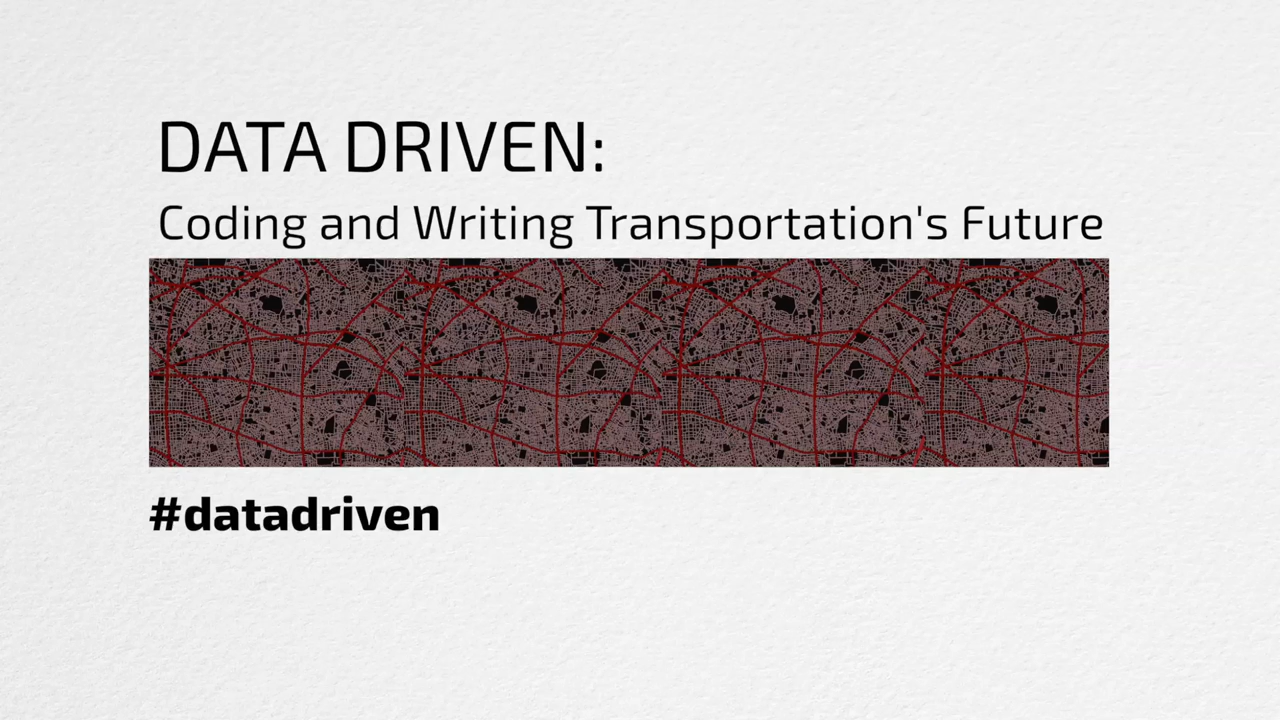 DATA DRIVEN:
Coding and Writing Transportation's Future
#datadriven